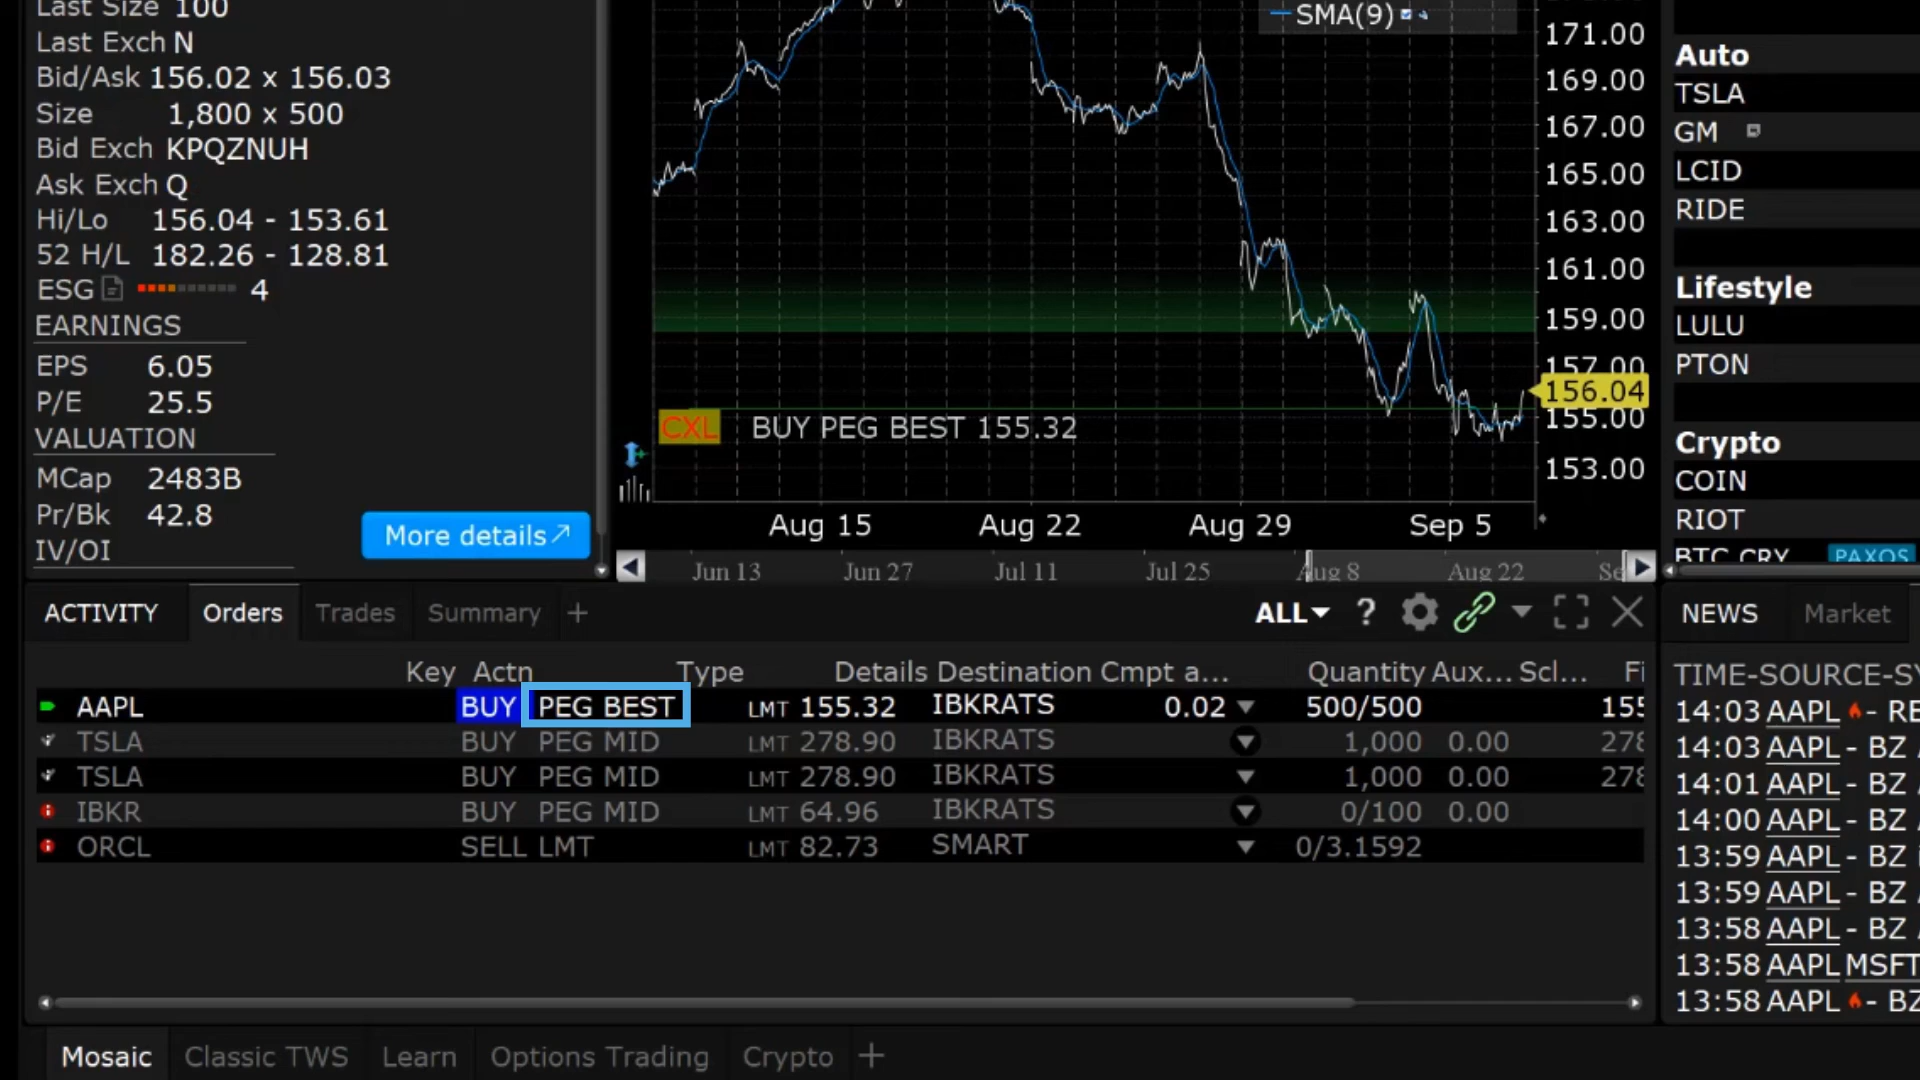 Last Size 100
Last Exch N
Bid/Ask 156.02 x 156.03
Size 1,800 x 500
Bid Exch KPQZNUH
Ask Exch Q
Hi/Lo 156.04 - 153.61
52 H/L 182.26 - 128.81
ESG 4
EARNINGS
EPS 6.05
P/E 25.5
VALUATION
MCap 2483B
Pr/Bk 42.8
IV/OI
More details
SMA(9)
171.00
169.00
167.00
165.00
163.00
161.00
159.00
157.00
156.04
155.00
153.00
CXL BUY PEG BEST 155.32
Aug 15 Aug 22 Aug 29 Sep 5
Jun 13 Jun 27 Jul 11 Jul 25 Aug 8 Aug 22 Se
Auto
TSLA
GM
LCID
RIDE
Lifestyle
LULU
PTON
Crypto
COIN
RIOT
BTC CRY PAXOS
ACTIVITY Orders Trades Summary + ALL ?
Key Actn Type Details Destination Cmpt a... Quantity Aux... Scl... Fi
AAPL BUY PEG BEST LMT 155.32 IBKRATS 0.02 500/500 155
TSLA BUY PEG MID LMT 278.90 IBKRATS 1,000 0.00 278
TSLA BUY PEG MID LMT 278.90 IBKRATS 1,000 0.00 278
IBKR BUY PEG MID LMT 64.96 IBKRATS 0/100 0.00
ORCL SELL LMT LMT 82.73 SMART 0/3.1592
NEWS Market
TIME-SOURCE-SY
14:03 AAPL - RE
14:03 AAPL - BZ
14:01 AAPL - BZ
14:00 AAPL - BZ
13:59 AAPL - BZ
13:59 AAPL - BZ
13:58 AAPL - BZ
13:58 AAPL MSFT
13:58 AAPL - BZ
Mosaic Classic TWS Learn Options Trading Crypto +